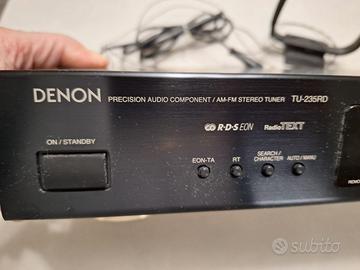 DENON PRECISION AUDIO COMPONENT / AM-FM STEREO TUNER TU-235RD
R·D·S EON RadioTEXT
ON / STANDBY
EON-TA RT SEARCH / CHARACTER AUTO / MANU
REMO
subito